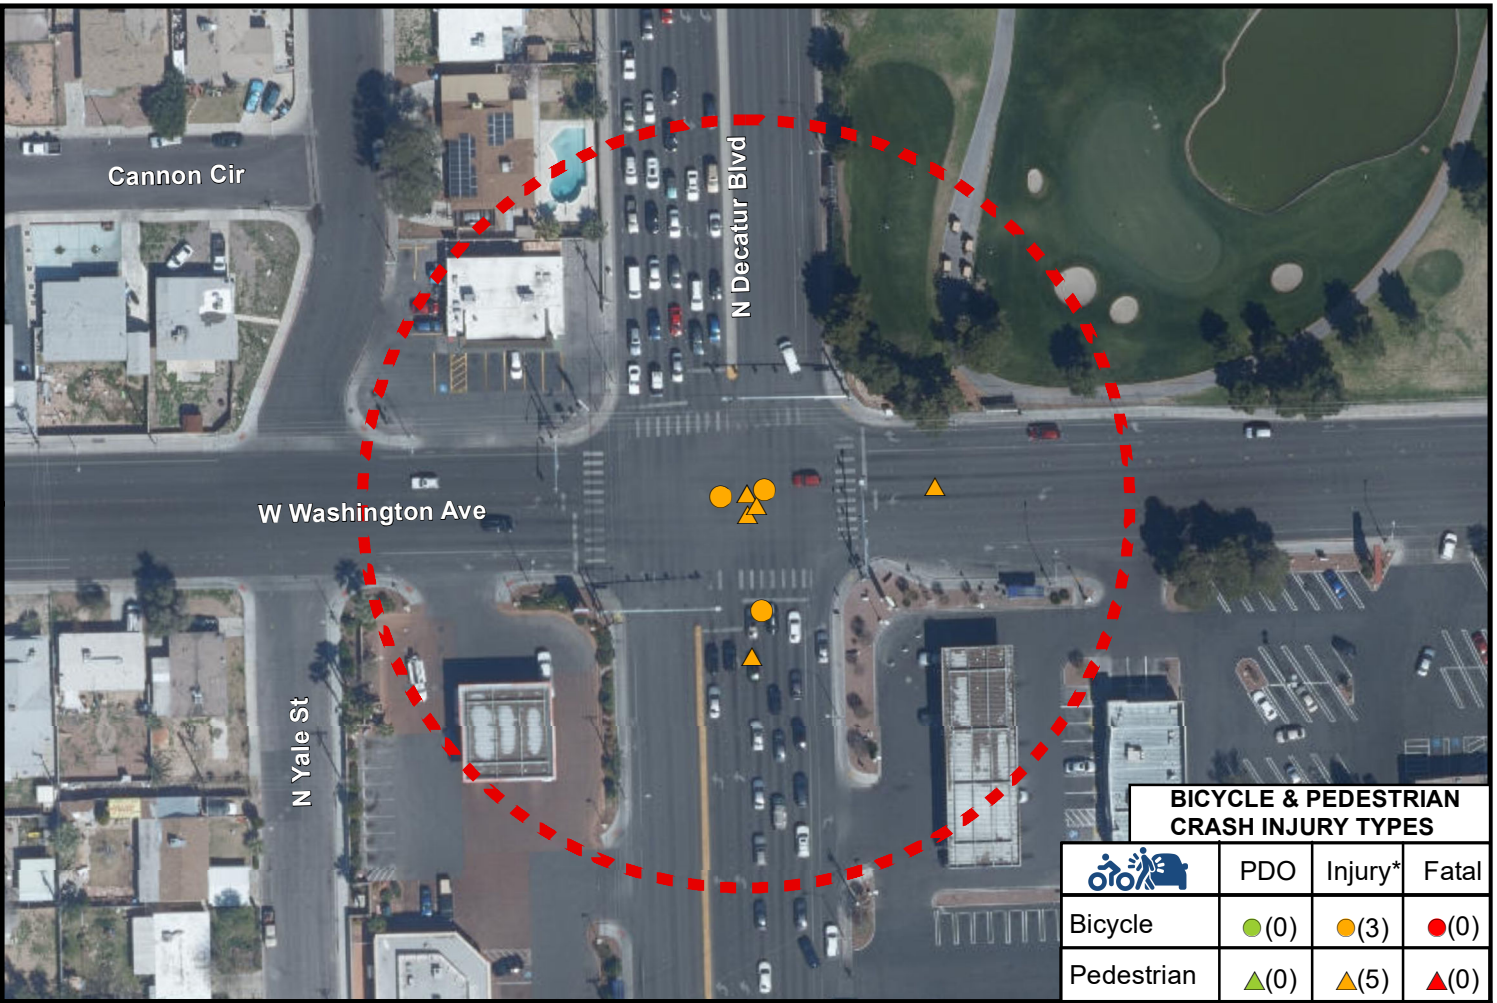 N Decatur Blvd
Cannon Cir
W Washington Ave
N Yale St
BICYCLE & PEDESTRIAN
CRASH INJURY TYPES
PDO Injury* Fatal
Bicycle (0) (3) (0)
Pedestrian (0) (5) (0)